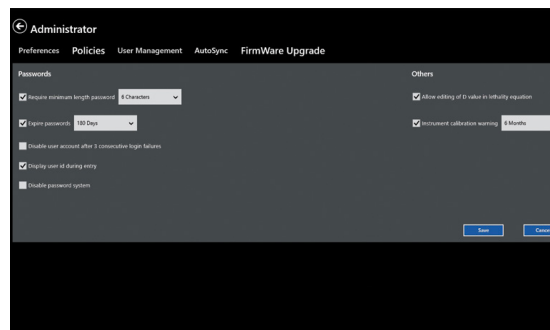 Administrator
Preferences Policies User Management AutoSync FirmWare Upgrade
Passwords
Require minimum length password 6 Characters
Expire passwords 180 Days
Disable user account after 3 consecutive login failures
Display user id during entry
Disable password system
Others
Allow editing of D value in lethality equation
Instrument calibration warning 6 Months
Save Cance